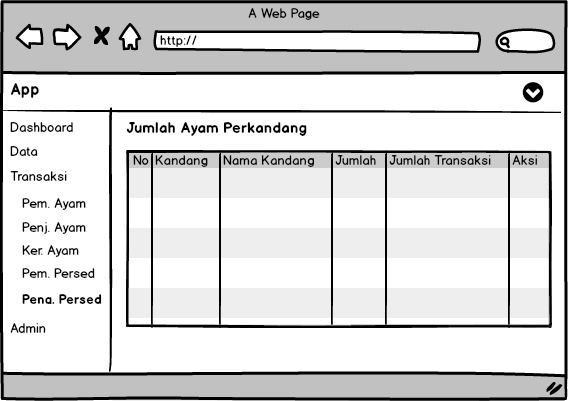 A Web Page
http://
App
Dashboard
Data
Transaksi
Pem. Ayam
Penj. Ayam
Ker. Ayam
Pem. Persed
Peng. Persed
Admin
Jumlah Ayam Perkandang
No Kandang Nama Kandang Jumlah Jumlah Transaksi Aksi